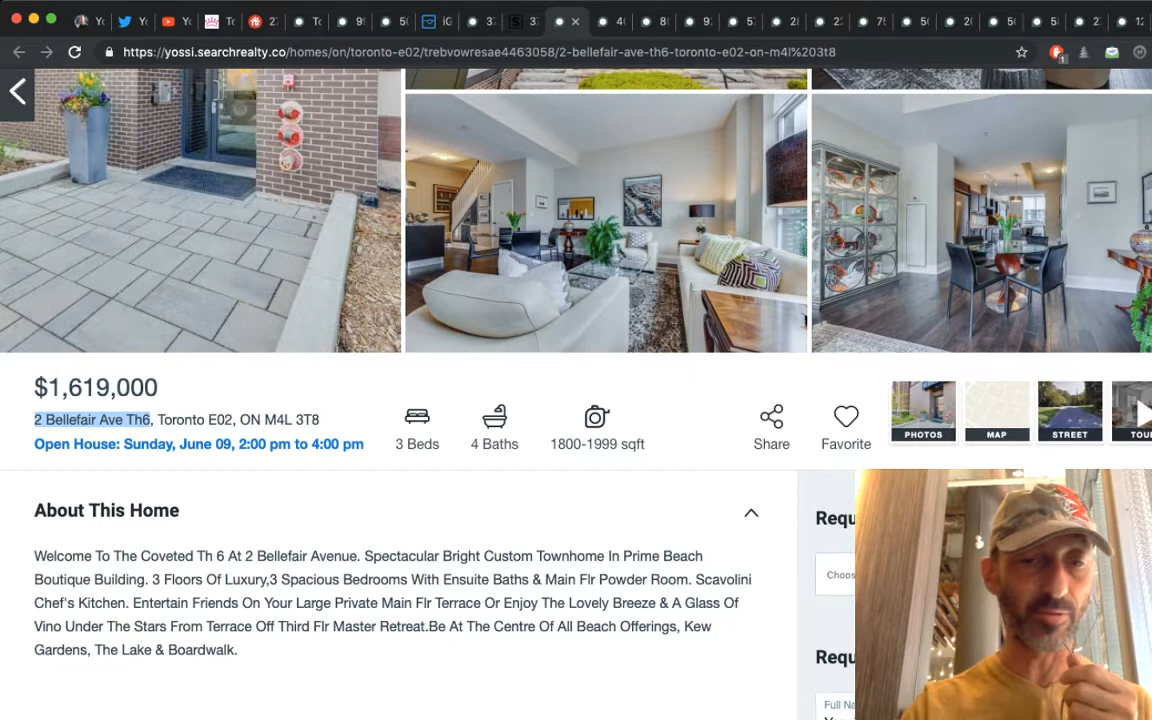 https://yossi.searchrealty.co/homes/on/toronto-e02/trebvowresae4463058/2-bellefair-ave-th6-toronto-e02-on-m4l%203t8
$1,619,000
2 Bellefair Ave Th6, Toronto E02, ON M4L 3T8
Open House: Sunday, June 09, 2:00 pm to 4:00 pm
3 Beds
4 Baths
1800-1999 sqft
Share
Favorite
PHOTOS
MAP
STREET
TOU
About This Home
Welcome To The Coveted Th 6 At 2 Bellefair Avenue. Spectacular Bright Custom Townhome In Prime Beach
Boutique Building. 3 Floors Of Luxury,3 Spacious Bedrooms With Ensuite Baths & Main Flr Powder Room. Scavolini
Chef's Kitchen. Entertain Friends On Your Large Private Main Flr Terrace Or Enjoy The Lovely Breeze & A Glass Of
Vino Under The Stars From Terrace Off Third Flr Master Retreat.Be At The Centre Of All Beach Offerings, Kew
Gardens, The Lake & Boardwalk.
Requ
Choos
Requ
Full Na